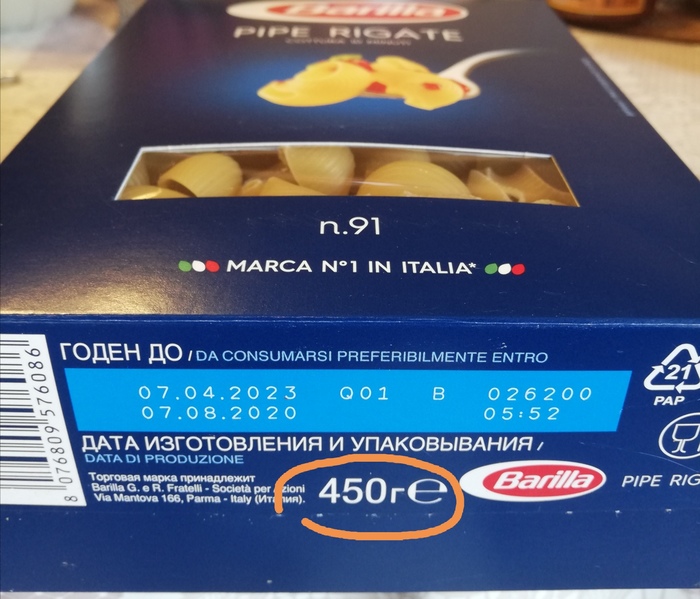 Barilla
PIPE RIGATE
n.91
MARCA N°1 IN ITALIA*
ГОДЕН ДО / DA CONSUMARSI PREFERIBILMENTE ENTRO
07.04.2023 Q01 B 026200
07.08.2020 05:52
ДАТА ИЗГОТОВЛЕНИЯ И УПАКОВЫВАНИЯ /
DATA DI PRODUZIONE
Торговая марка принадлежит
Barilla G. e R. Fratelli - Società per Azioni
Via Mantova 166, Parma - Italy (Италия).
450г℮
Barilla
PIPE RIG
8 076809 576086
21
PAP